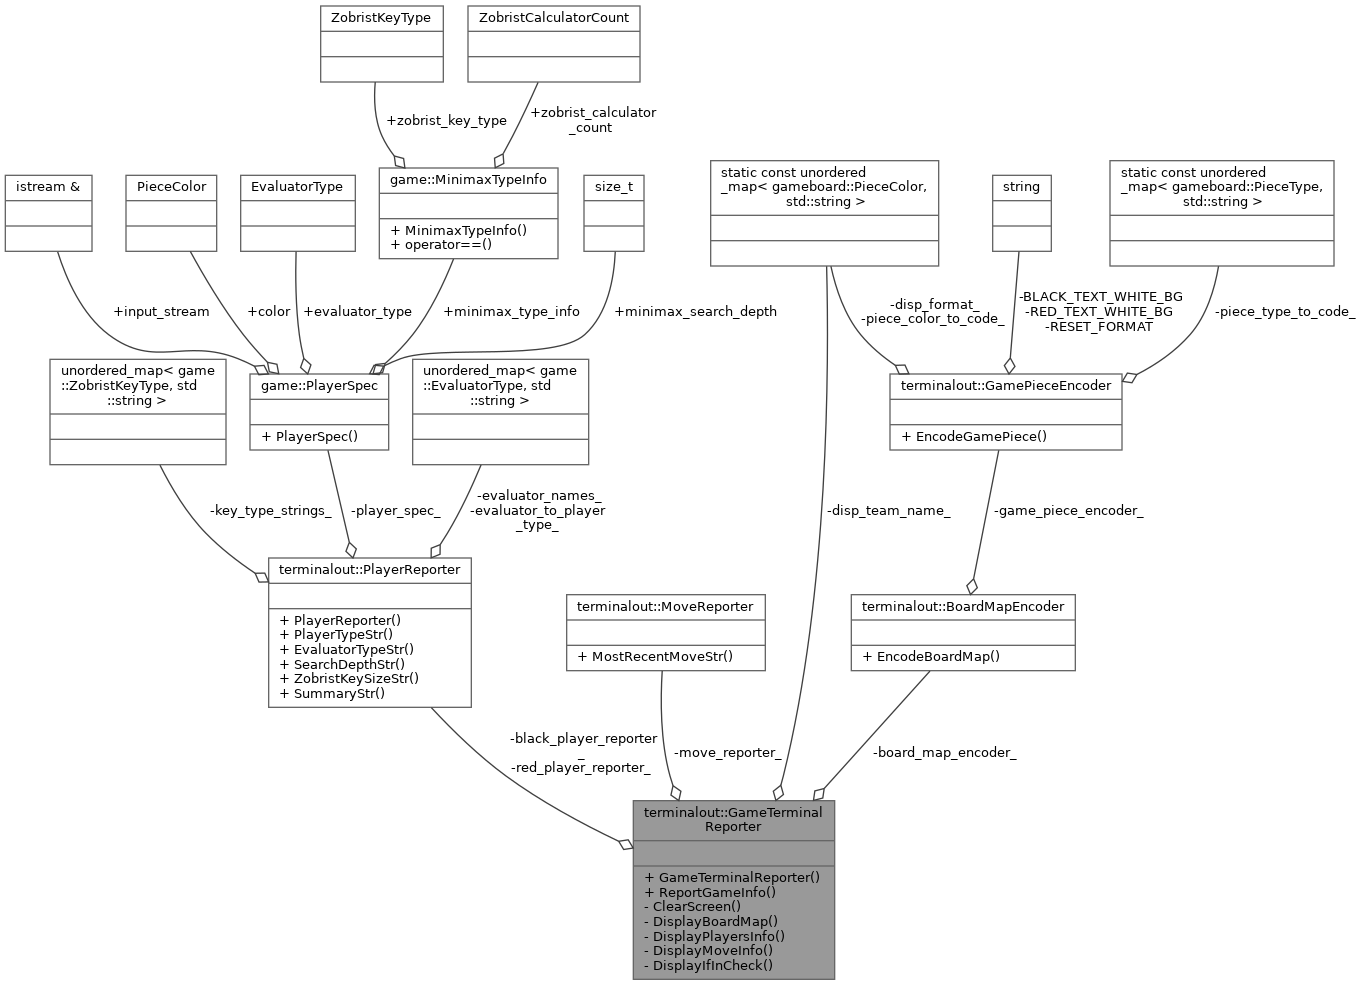 ZobristKeyType
ZobristCalculatorCount
+zobrist_key_type
+zobrist_calculator
_count
istream &
PieceColor
EvaluatorType
game::MinimaxTypeInfo
+ MinimaxTypeInfo()
+ operator==()
size_t
static const unordered
_map< gameboard::PieceColor,
std::string >
string
static const unordered
_map< gameboard::PieceType,
std::string >
+input_stream
+color
+evaluator_type
+minimax_type_info
+minimax_search_depth
-disp_format_
-piece_color_to_code_
-BLACK_TEXT_WHITE_BG
-RED_TEXT_WHITE_BG
-RESET_FORMAT
-piece_type_to_code_
unordered_map< game
::ZobristKeyType, std
::string >
game::PlayerSpec
+ PlayerSpec()
unordered_map< game
::EvaluatorType, std
::string >
terminalout::GamePieceEncoder
+ EncodeGamePiece()
-key_type_strings_
-player_spec_
-evaluator_names_
-evaluator_to_player
_type_
-disp_team_name_
-game_piece_encoder_
terminalout::PlayerReporter
+ PlayerReporter()
+ PlayerTypeStr()
+ EvaluatorTypeStr()
+ SearchDepthStr()
+ ZobristKeySizeStr()
+ SummaryStr()
terminalout::MoveReporter
+ MostRecentMoveStr()
terminalout::BoardMapEncoder
+ EncodeBoardMap()
-black_player_reporter
_
-red_player_reporter_
-move_reporter_
-board_map_encoder_
terminalout::GameTerminal
Reporter
+ GameTerminalReporter()
+ ReportGameInfo()
- ClearScreen()
- DisplayBoardMap()
- DisplayPlayersInfo()
- DisplayMoveInfo()
- DisplayIfInCheck()